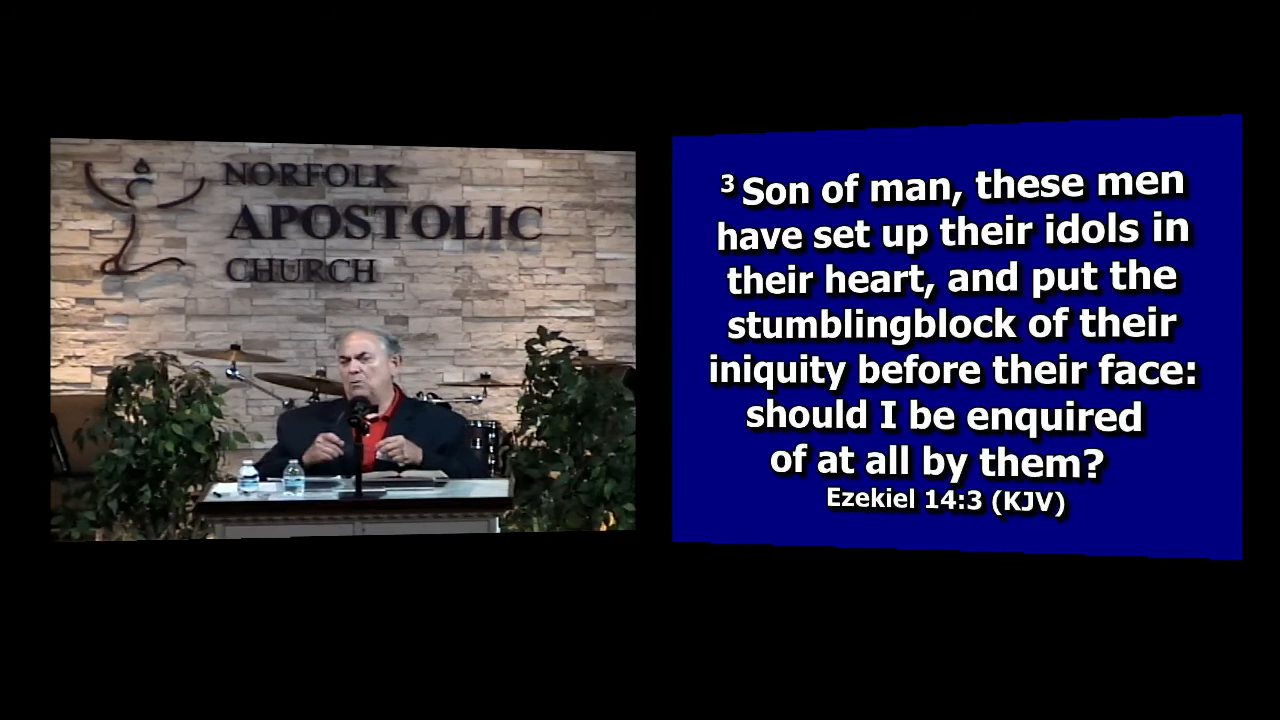 NORFOLK
APOSTOLIC
CHURCH
3 Son of man, these men
have set up their idols in
their heart, and put the
stumblingblock of their
iniquity before their face:
should I be enquired
of at all by them?
Ezekiel 14:3 (KJV)